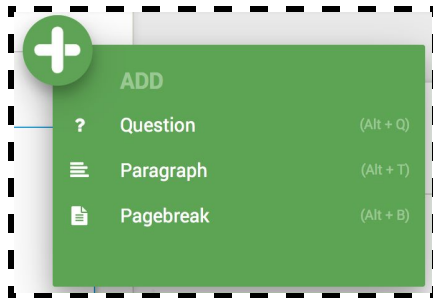 ADD
? Question (Alt + Q)
Paragraph (Alt + T)
Pagebreak (Alt + B)